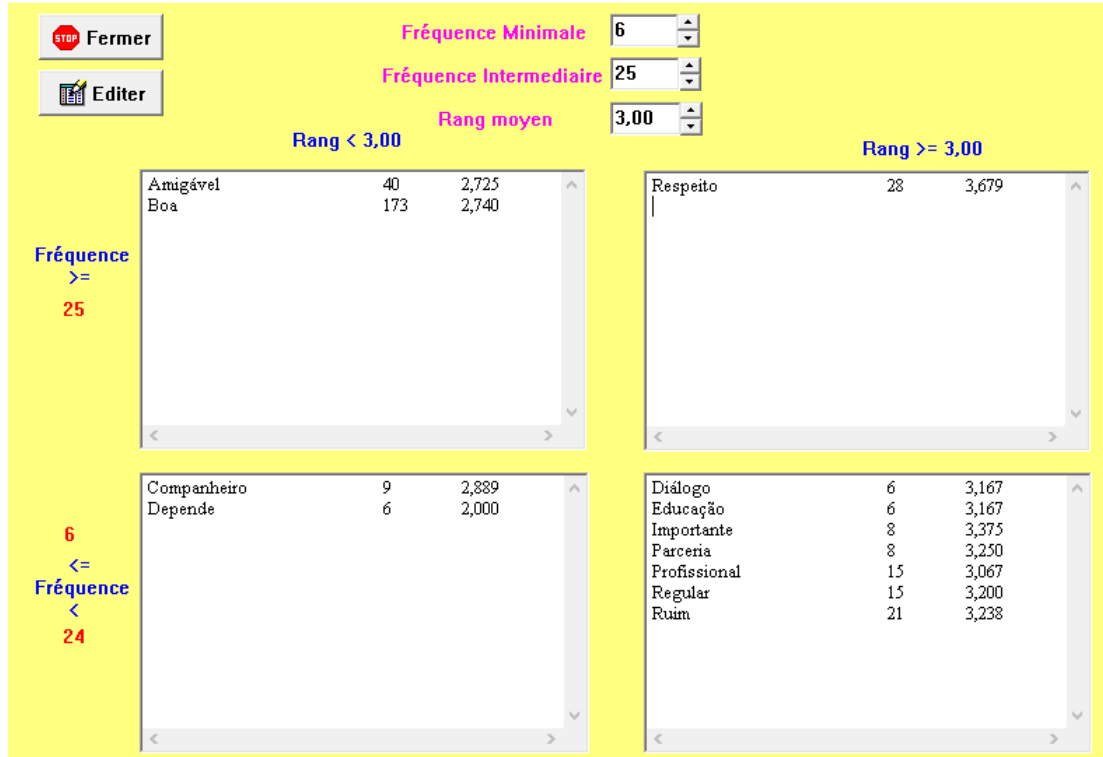 Fermer
Editer
Fréquence Minimale 6
Fréquence Intermediaire 25
Rang moyen 3,00
Rang < 3,00
Rang >= 3,00
Fréquence
>=
25
Amigável 40 2,725
Boa 173 2,740
Respeito 28 3,679
6
<=
Fréquence
<
24
Companheiro 9 2,889
Depende 6 2,000
Diálogo 6 3,167
Educação 6 3,167
Importante 8 3,375
Parceria 8 3,250
Profissional 15 3,067
Regular 15 3,200
Ruim 21 3,238
STOP